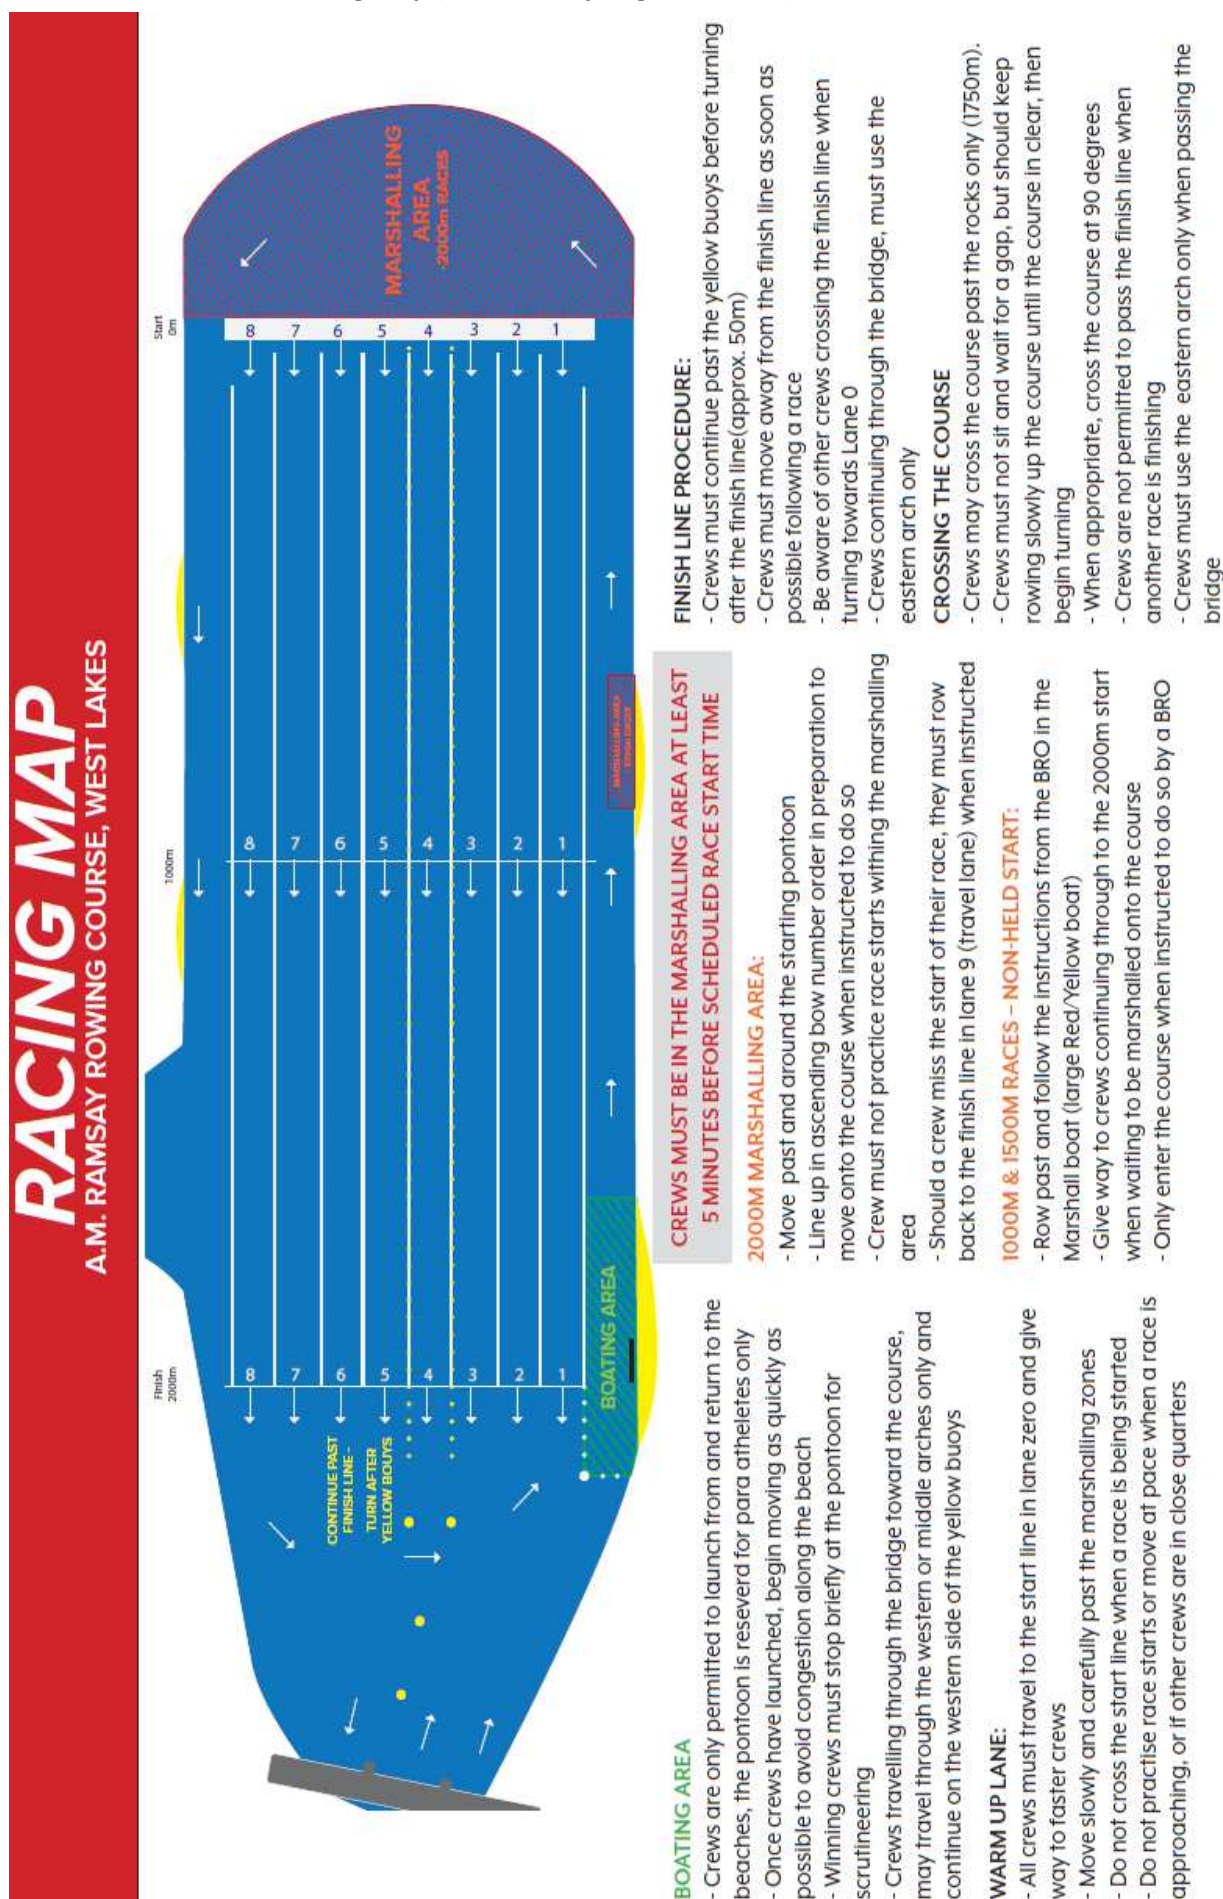 RACING MAP
A.M. RAMSAY ROWING COURSE, WEST LAKES
Finish
2000m
1000m
Start
0m
8
7
6
5
4
3
2
1
8
7
6
5
4
3
2
1
8
7
6
5
4
3
2
1
CONTINUE PAST
FINISH LINE -
TURN AFTER
YELLOW BOUYS
BOATING AREA
MARSHALLING AREA
MARSHALLING
AREA
-2000m RACES
BOATING AREA
- Crews are only permitted to launch from and return to the
beaches, the pontoon is reseverd for para atheletes only
- Once crews have launched, begin moving as quickly as
possible to avoid congestion along the beach
- Winning crews must stop briefly at the pontoon for
scrutineering
- Crews travelling through the bridge toward the course,
may travel through the western or middle arches only and
continue on the western side of the yellow buoys
WARM UP LANE:
- All crews must travel to the start line in lane zero and give
way to faster crews
- Move slowly and carefully past the marshalling zones
- Do not cross the start line when a race is being started
Do not practise race starts or move at pace when a race is
approaching, or if other crews are in close quarters
CREWS MUST BE IN THE MARSHALLING AREA AT LEAST
5 MINUTES BEFORE SCHEDULED RACE START TIME
2000M MARSHALLING AREA:
- Move past and around the starting pontoon
- Line up in ascending bow number order in preparation to
move onto the course when instructed to do so
- Crew must not practice race starts withing the marshalling
area
- Should a crew miss the start of their race, they must row
back to the finish line in lane 9 (travel lane) when instructed
1000M & 1500M RACES – NON-HELD START:
- Row past and follow the instructions from the BRO in the
Marshall boat (large Red/Yellow boat)
- Give way to crews continuing through to the 2000m start
when waiting to be marshalled onto the course
- Only enter the course when instructed to do so by a BRO
FINISH LINE PROCEDURE:
- Crews must continue past the yellow buoys before turning
after the finish line(approx. 50m)
- Crews must move away from the finish line as soon as
possible following a race
- Be aware of other crews crossing the finish line when
turning towards Lane 0
- Crews continuing through the bridge, must use the
eastern arch only
CROSSING THE COURSE
- Crews may cross the course past the rocks only (1750m).
- Crews must not sit and wait for a gap, but should keep
rowing slowly up the course until the course in clear, then
begin turning
- When appropriate, cross the course at 90 degrees
- Crews are not permitted to pass the finish line when
another race is finishing
- Crews must use the eastern arch only when passing the
bridge